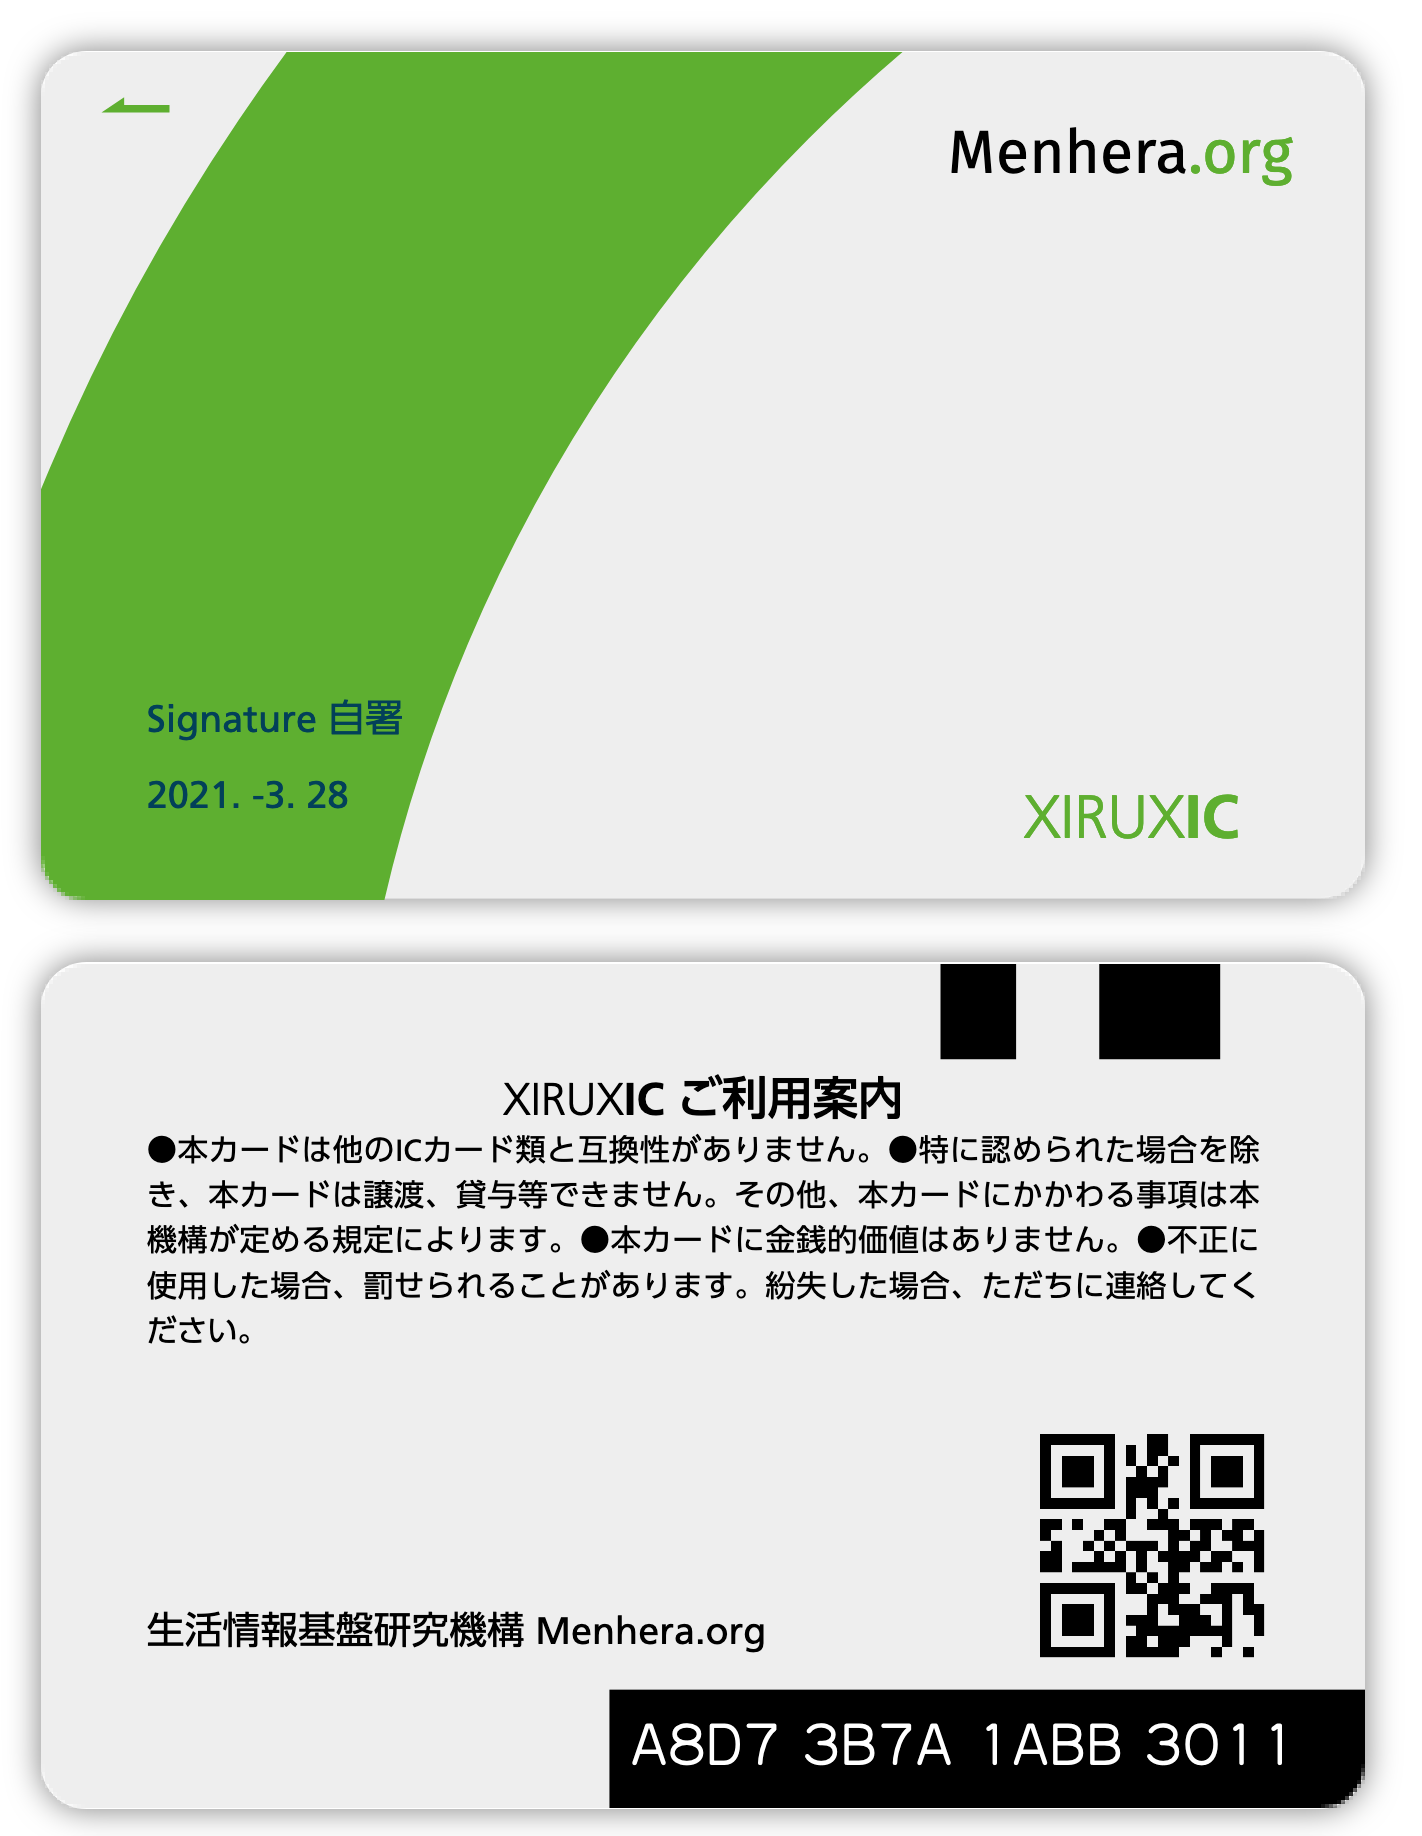 Menhera.org
Signature 自署
2021. -3. 28
XIRUXIC
XIRUXIC ご利用案内
●本カードは他のICカード類と互換性がありません。●特に認められた場合を除
き、本カードは譲渡、貸与等できません。その他、本カードにかかわる事項は本
機構が定める規定によります。●本カードに金銭的価値はありません。●不正に
使用した場合、罰せられることがあります。紛失した場合、ただちに連絡してく
ださい。
生活情報基盤研究機構 Menhera.org
A8D7 3B7A 1ABB 3011